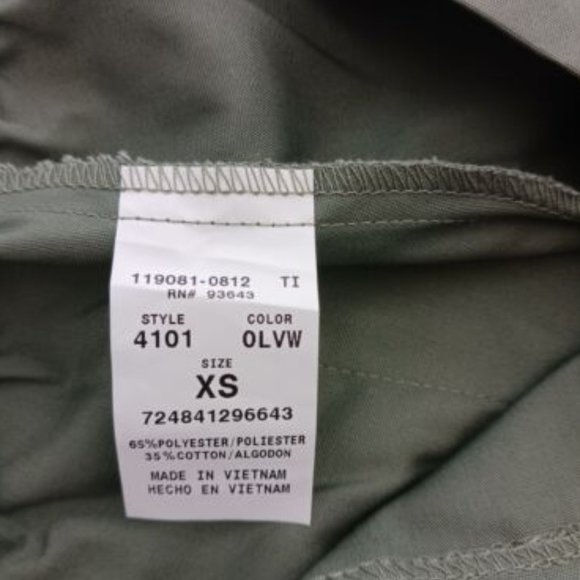 119081-0812 TI
RN# 93643
STYLE COLOR
4101 OLVW
SIZE
XS
724841296643
65%POLYESTER/POLIESTER
35%COTTON/ALGODON
MADE IN VIETNAM
HECHO EN VIETNAM